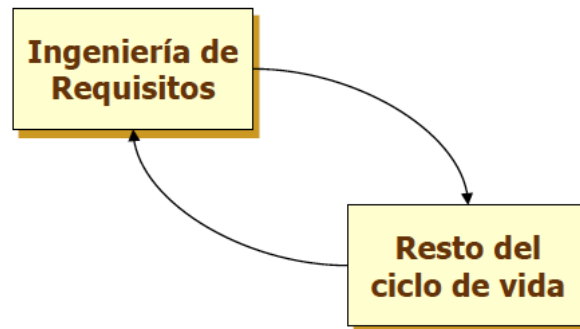 Ingeniería de
Requisitos
Resto del
ciclo de vida